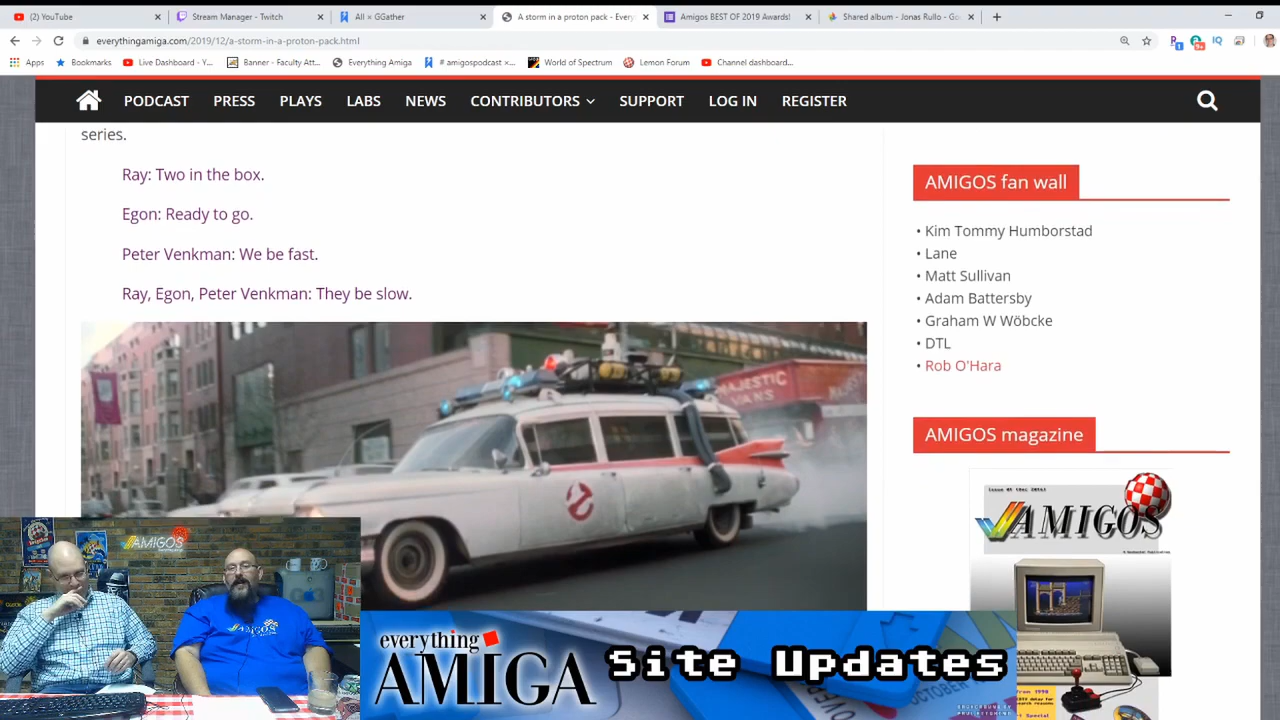 (2) YouTube
Stream Manager - Twitch
All × GGather
A storm in a proton pack - Every
Amigos BEST OF 2019 Awards!
Shared album - Jonas Rullo - Go
everythingamiga.com/2019/12/a-storm-in-a-proton-pack.html
Apps
Bookmarks
Live Dashboard - Y...
Banner - Faculty Att...
Everything Amiga
# amigospodcast ×...
World of Spectrum
Lemon Forum
Channel dashboard...
PODCAST
PRESS
PLAYS
LABS
NEWS
CONTRIBUTORS
SUPPORT
LOG IN
REGISTER
series.
Ray: Two in the box.
Egon: Ready to go.
Peter Venkman: We be fast.
Ray, Egon, Peter Venkman: They be slow.
MAJESTIC
AMIGOS fan wall
• Kim Tommy Humborstad
• Lane
• Matt Sullivan
• Adam Battersby
• Graham W Wöbcke
• DTL
• Rob O'Hara
AMIGOS magazine
AMIGOS
AMIGOS
AMIGOS
everything
AMIGA
Site Updates
OCTOBER